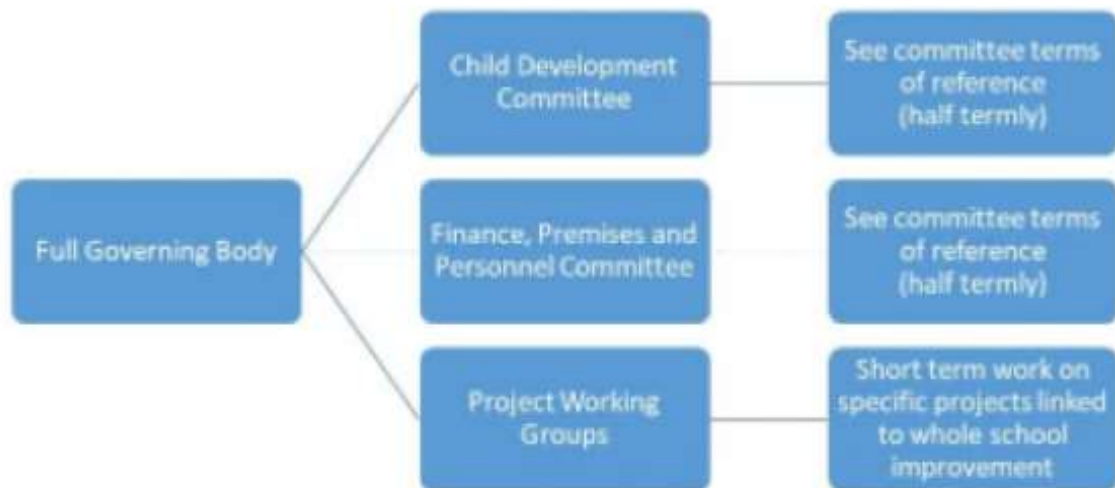 Full Governing Body
Child Development
Committee
See committee terms
of reference
(half termly)
Finance, Premises and
Personnel Committee
See committee terms
of reference
(half termly)
Project Working
Groups
Short term work on
specific projects linked
to whole school
improvement